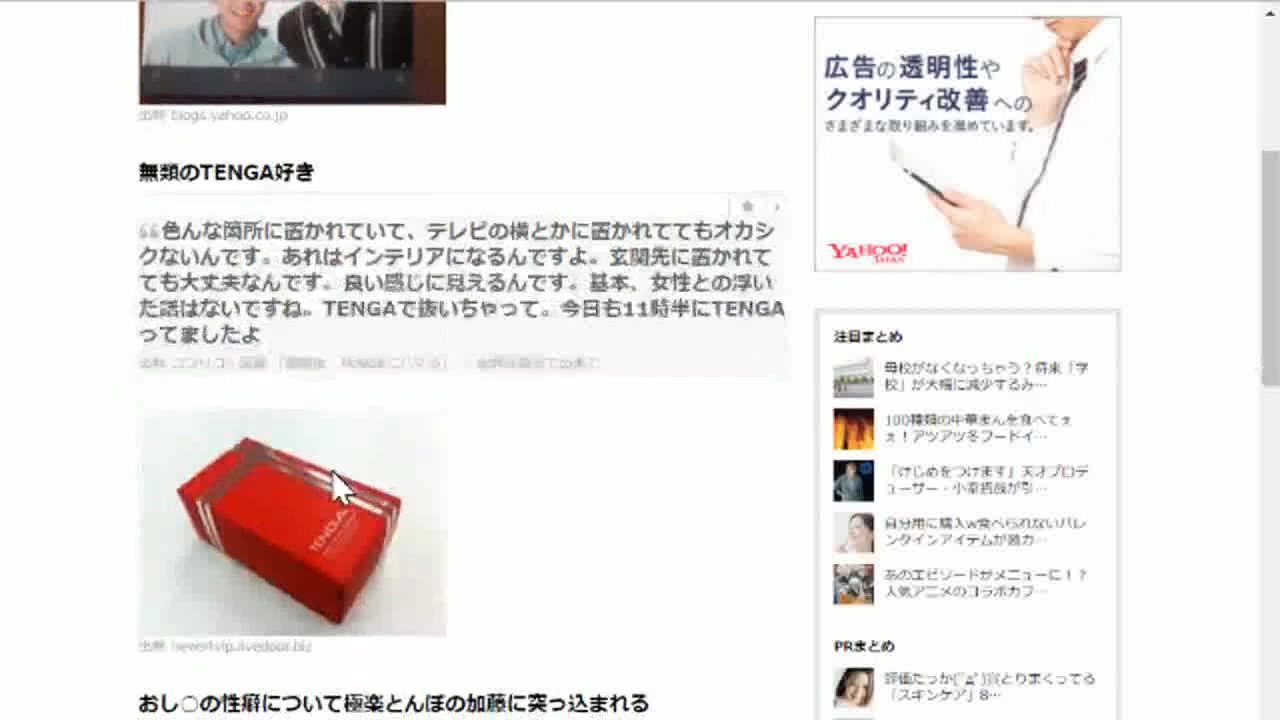 出典 blogs.yahoo.co.jp
無類のTENGA好き
色んな箇所に置かれていて、テレビの横とかに置かれててもオカシ
クないんです。あれはインテリアになるんですよ。玄関先に置かれて
ても大丈夫なんです。良い感じに見えるんです。基本、女性との浮い
た話はないですね。TENGAで抜いちゃって。今日も11時半にTENGA
ってましたよ
出典
TENGA
出典 news4vip.livedoor.biz
おし○の性癖について極楽とんぼの加藤に突っ込まれる
広告の透明性や
クオリティ改善への
さまざまな取り組みを進めています。
YAHOO!
JAPAN
注目まとめ
母校がなくなっちゃう？将来「学
校」が大幅に減少するみ…
100種類の中華まんを食べてぇ
ぇ！アツアツ冬フードイ…
「けじめをつけます」天才プロデ
ューサー・小室哲哉が引…
自分用に購入w食べられないバレ
ンタインアイテムが激カ…
あのエピソードがメニューに！？
人気アニメのコラボカフ…
PRまとめ
評価たっか(ﾟдﾟ)))とりまくってる
「スキンケア」8…